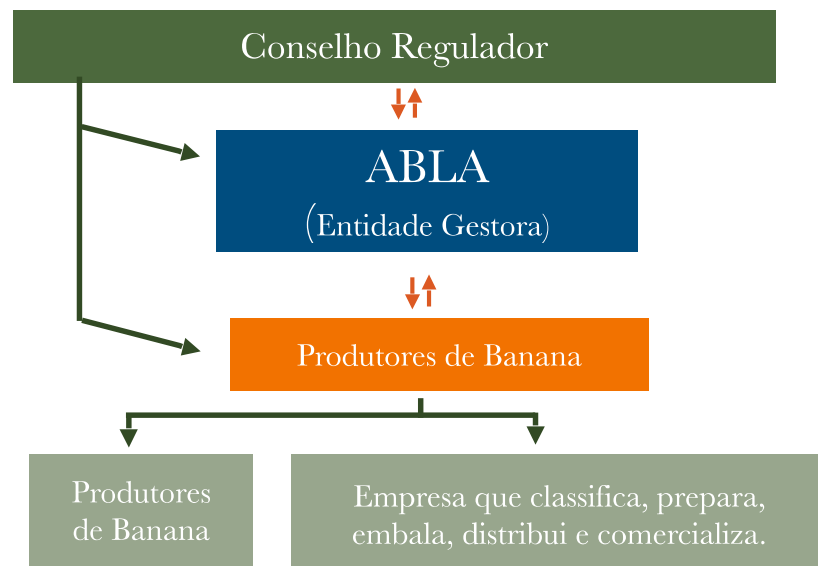 Conselho Regulador
ABLA
(Entidade Gestora)
Produtores de Banana
Produtores
de Banana
Empresa que classifica, prepara,
embala, distribui e comercializa.